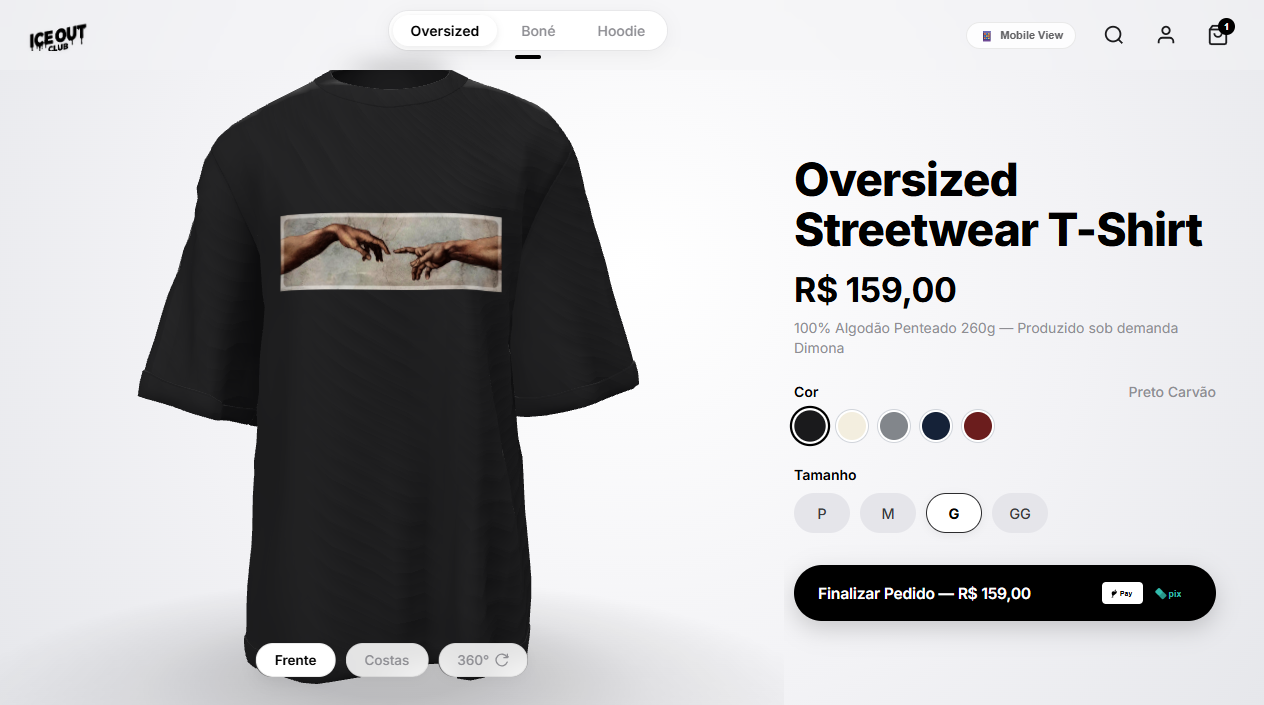 ICE OUT
CLUB
Oversized
Boné
Hoodie
Mobile View
1
Oversized
Streetwear T-Shirt
R$ 159,00
100% Algodão Penteado 260g — Produzido sob demanda
Dimona
Cor
Preto Carvão
Tamanho
P
M
G
GG
Finalizar Pedido — R$ 159,00
Pay
pix
Frente
Costas
360°